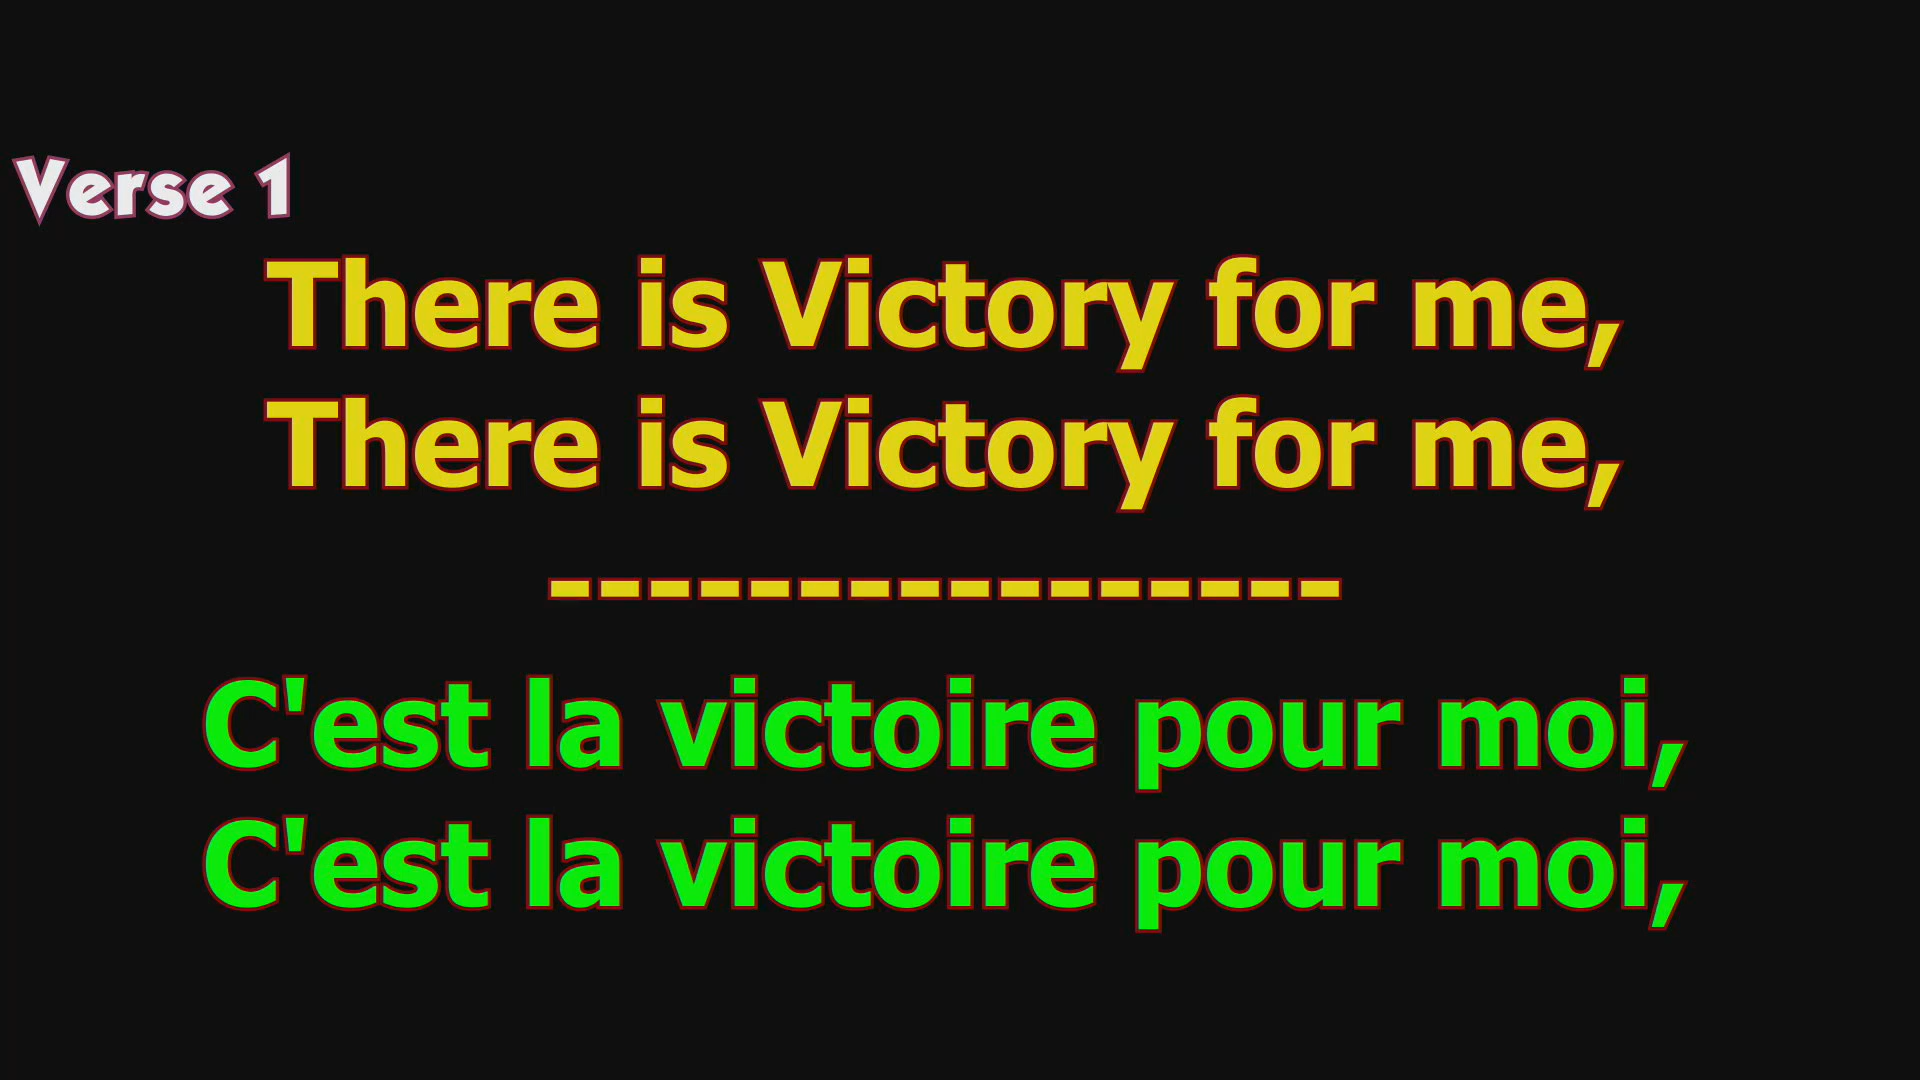 Verse 1
There is Victory for me,
There is Victory for me,
----------------
C'est la victoire pour moi,
C'est la victoire pour moi,